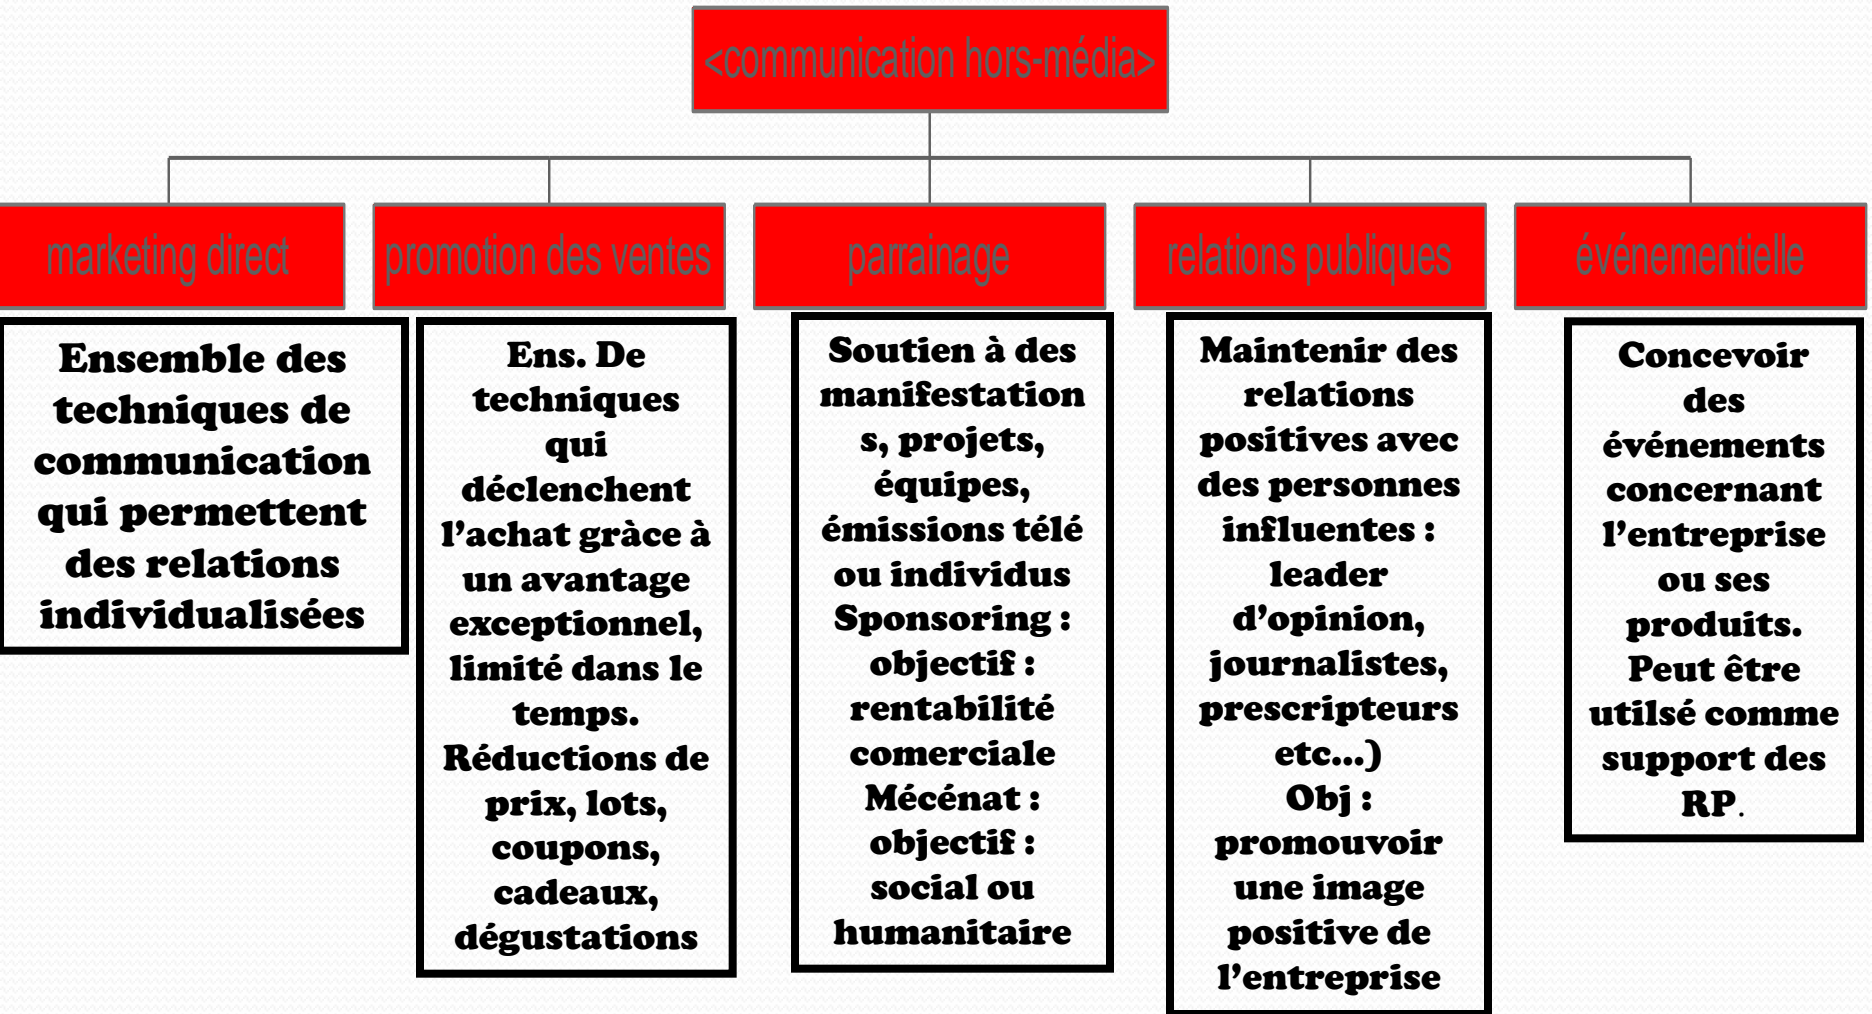 <communication hors-média>
marketing direct
promotion des ventes
parrainage
relations publiques
événementielle
Ensemble des
techniques de
communication
qui permettent
des relations
individualisées
Ens. De
techniques
qui
déclenchent
l’achat gràce à
un avantage
exceptionnel,
limité dans le
temps.
Réductions de
prix, lots,
coupons,
cadeaux,
dégustations
Soutien à des
manifestation
s, projets,
équipes,
émissions télé
ou individus
Sponsoring :
objectif :
rentabilité
comerciale
Mécénat :
objectif :
social ou
humanitaire
Maintenir des
relations
positives avec
des personnes
influentes :
leader
d’opinion,
journalistes,
prescripteurs
etc…)
Obj :
promouvoir
une image
positive de
l’entreprise
Concevoir
des
événements
concernant
l’entreprise
ou ses
produits.
Peut être
utilsé comme
support des
RP.